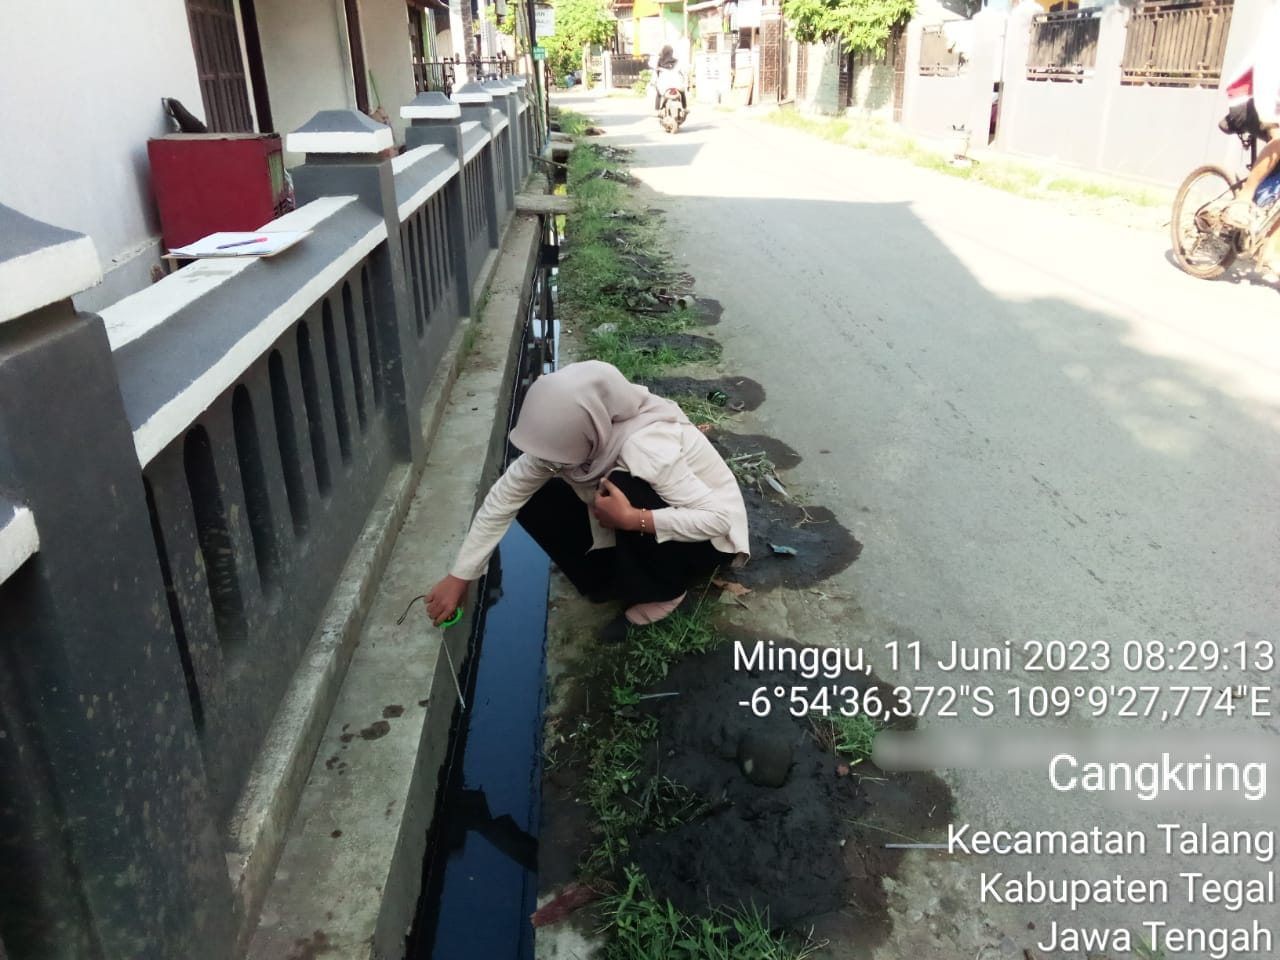 Minggu, 11 Juni 2023 08:29:13
-6°54'36,372"S 109°9'27,774"E
Cangkring
Kecamatan Talang
Kabupaten Tegal
Jawa Tengah